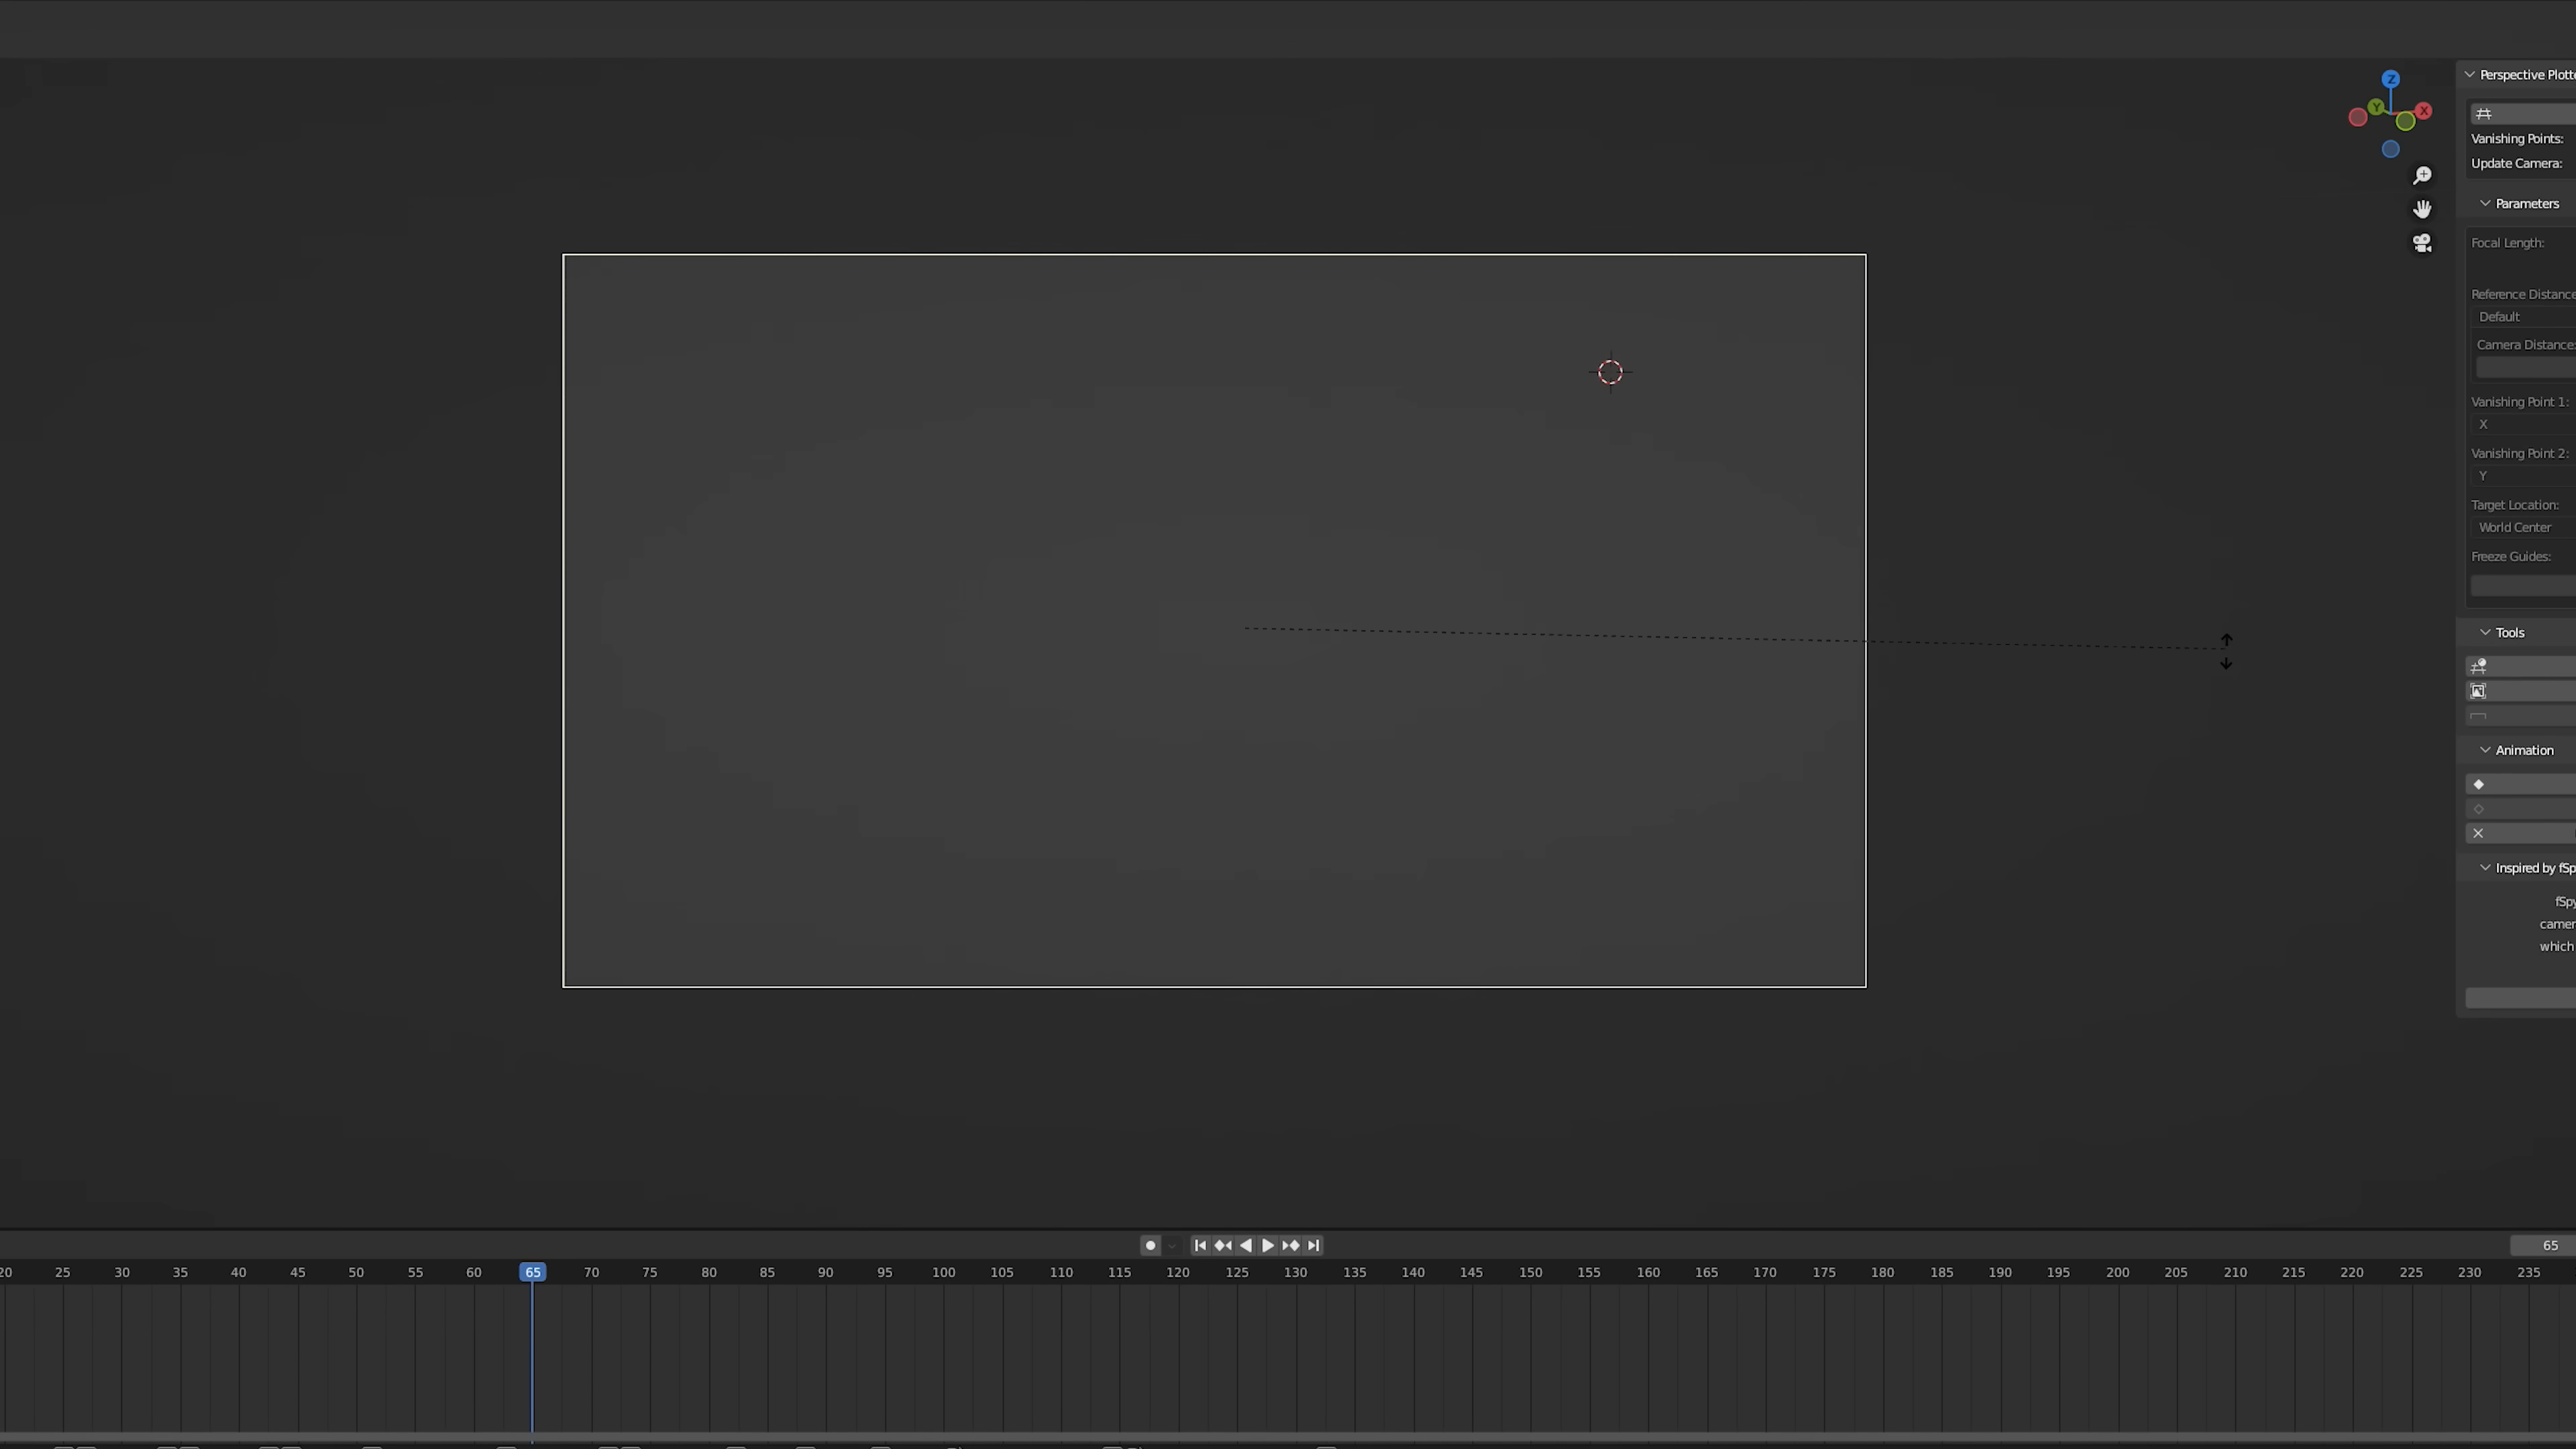 Z
Y
X
Perspective Plott
Vanishing Points:
Update Camera:
Parameters
Focal Length:
Reference Distance
Default
Camera Distance:
Vanishing Point 1:
X
Vanishing Point 2:
Y
Target Location:
World Center
Freeze Guides:
Tools
Animation
Inspired by fSp
fSpy
camer
which
65
20 25 30 35 40 45 50 55 60 65 70 75 80 85 90 95 100 105 110 115 120 125 130 135 140 145 150 155 160 165 170 175 180 185 190 195 200 205 210 215 220 225 230 235